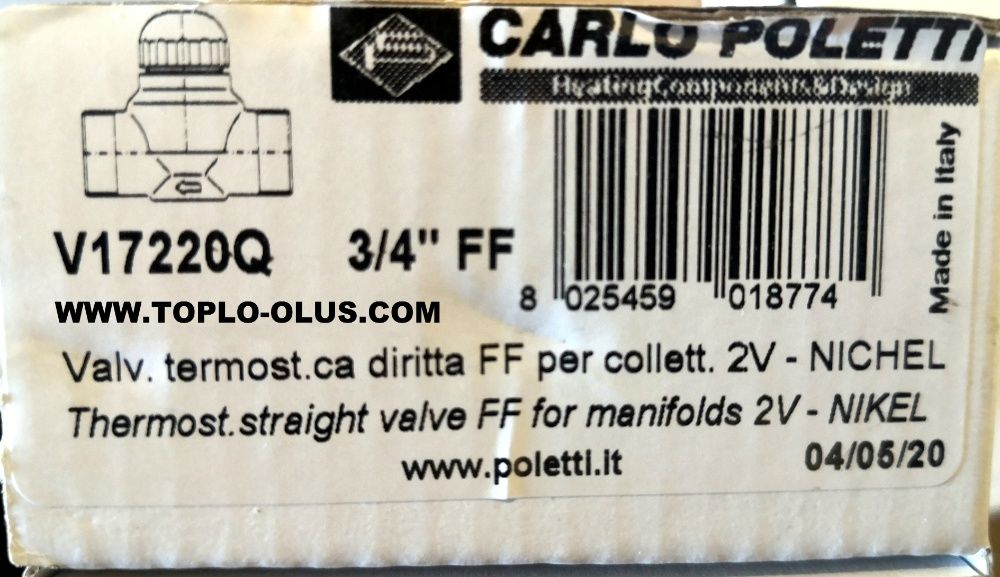 CARLO POLETTI
Heating Components & Design
Made in Italy
V17220Q 3/4" FF
8 025459 018774
WWW.TOPLO-OLUS.COM
Valv. termost.ca diritta FF per collett. 2V - NICHEL
Thermost.straight valve FF for manifolds 2V - NIKEL
www.poletti.it
04/05/20